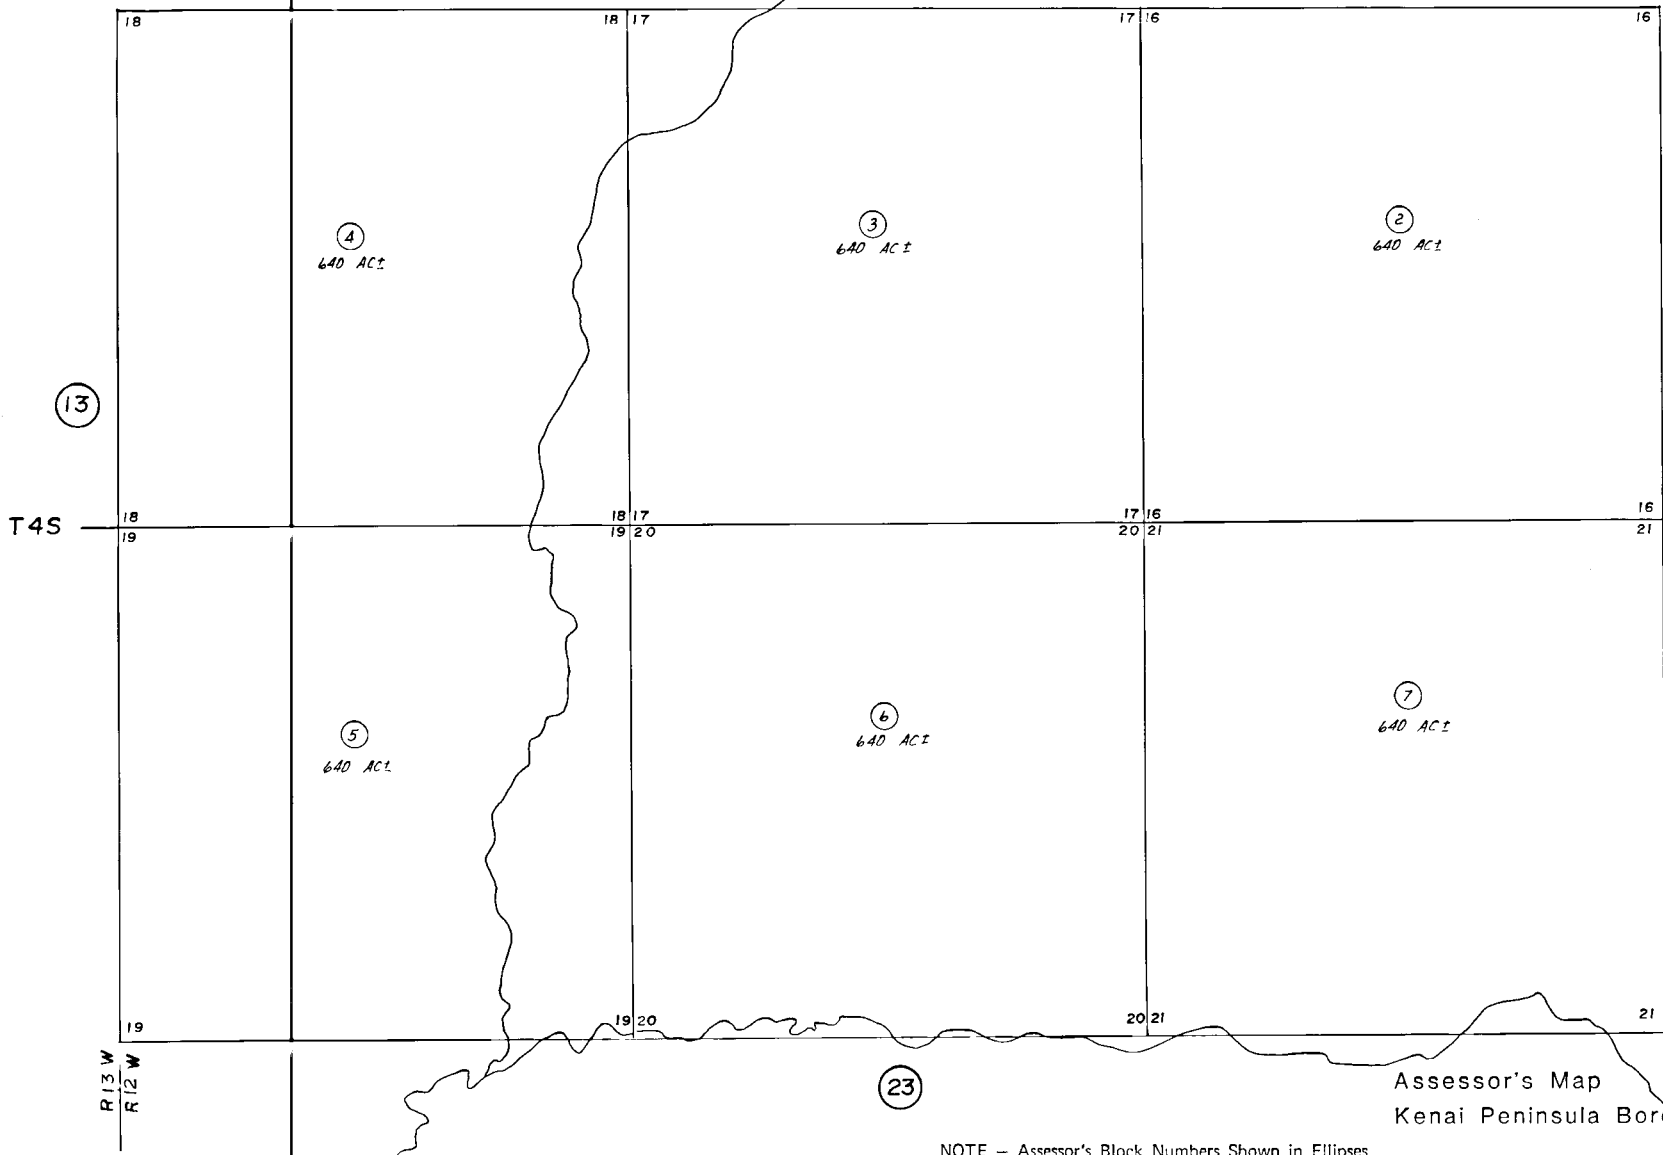 18 18 17 17 16 16
4 3 2
640 AC± 640 AC± 640 AC±
13
T4S
18 18 17 17 16 16
19 19 20 20 21 21
5 6 7
640 AC± 640 AC± 640 AC±
19 19 20 20 21 21
R13W
R12W
23
Assessor's Map
Kenai Peninsula Bor
NOTE – Assessor's Block Numbers Shown in Ellipses